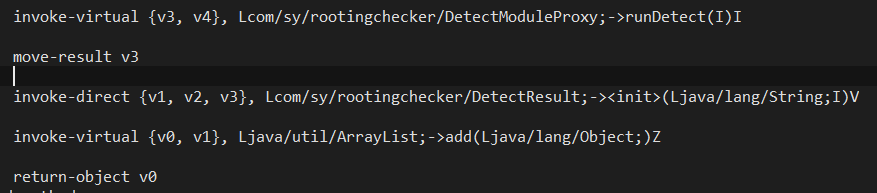 invoke-virtual {v3, v4}, Lcom/sy/rootingchecker/DetectModuleProxy;->runDetect(I)I
move-result v3
invoke-direct {v1, v2, v3}, Lcom/sy/rootingchecker/DetectResult;-><init>(Ljava/lang/String;I)V
invoke-virtual {v0, v1}, Ljava/util/ArrayList;->add(Ljava/lang/Object;)Z
return-object v0